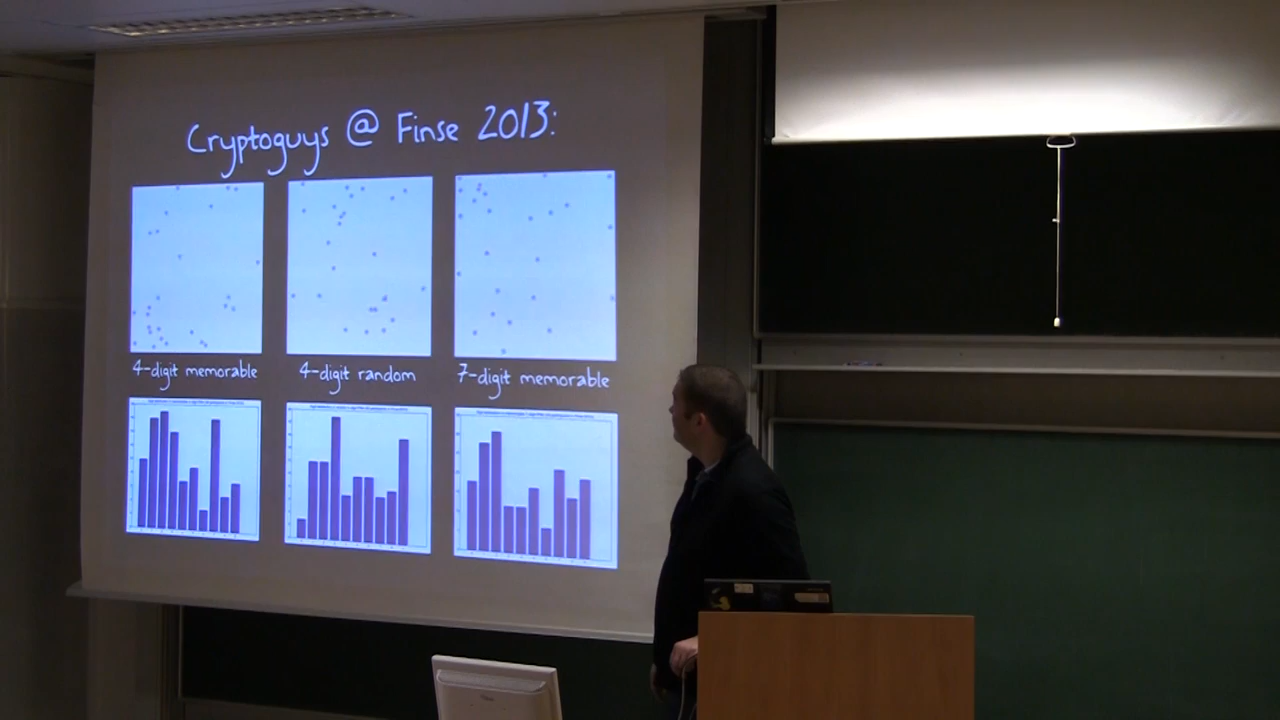 Cryptoguys @ Finse 2013:
4-digit memorable
4-digit random
7-digit memorable